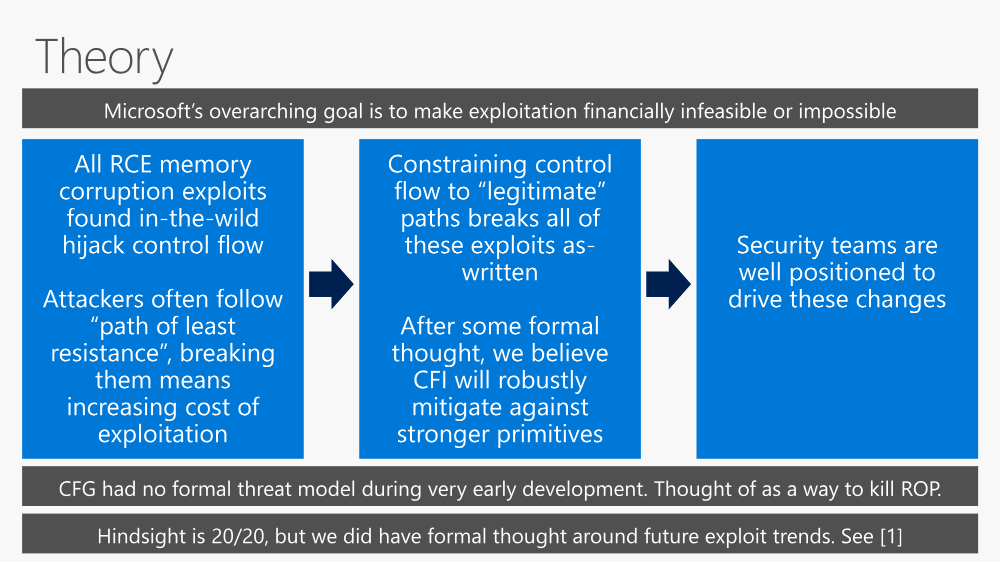 Theory
Microsoft’s overarching goal is to make exploitation financially infeasible or impossible
All RCE memory
corruption exploits
found in-the-wild
hijack control flow
Attackers often follow
“path of least
resistance”, breaking
them means
increasing cost of
exploitation
Constraining control
flow to “legitimate”
paths breaks all of
these exploits as-
written
After some formal
thought, we believe
CFI will robustly
mitigate against
stronger primitives
Security teams are
well positioned to
drive these changes
CFG had no formal threat model during very early development. Thought of as a way to kill ROP.
Hindsight is 20/20, but we did have formal thought around future exploit trends. See [1]